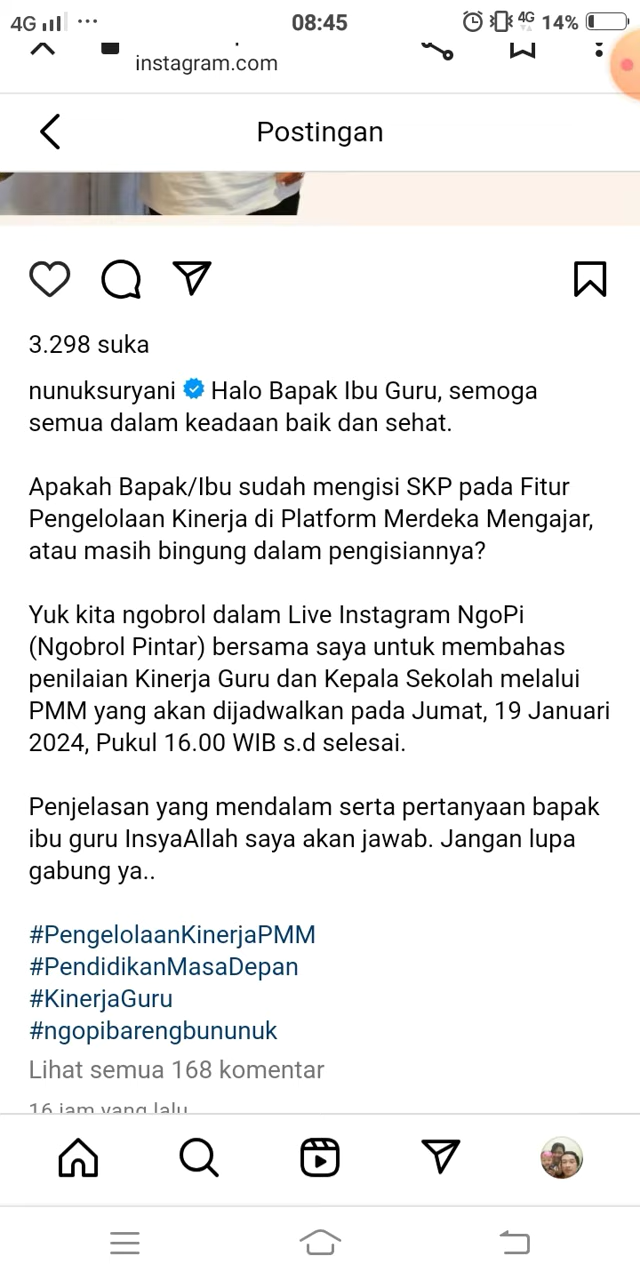 4G 08:45 4G 14%
instagram.com
Postingan
3.298 suka
nunuksuryani Halo Bapak Ibu Guru, semoga
semua dalam keadaan baik dan sehat.
Apakah Bapak/Ibu sudah mengisi SKP pada Fitur
Pengelolaan Kinerja di Platform Merdeka Mengajar,
atau masih bingung dalam pengisiannya?
Yuk kita ngobrol dalam Live Instagram NgoPi
(Ngobrol Pintar) bersama saya untuk membahas
penilaian Kinerja Guru dan Kepala Sekolah melalui
PMM yang akan dijadwalkan pada Jumat, 19 Januari
2024, Pukul 16.00 WIB s.d selesai.
Penjelasan yang mendalam serta pertanyaan bapak
ibu guru InsyaAllah saya akan jawab. Jangan lupa
gabung ya..
#PengelolaanKinerjaPMM
#PendidikanMasaDepan
#KinerjaGuru
#ngopibarengbununuk
Lihat semua 168 komentar
16 jam yang lalu